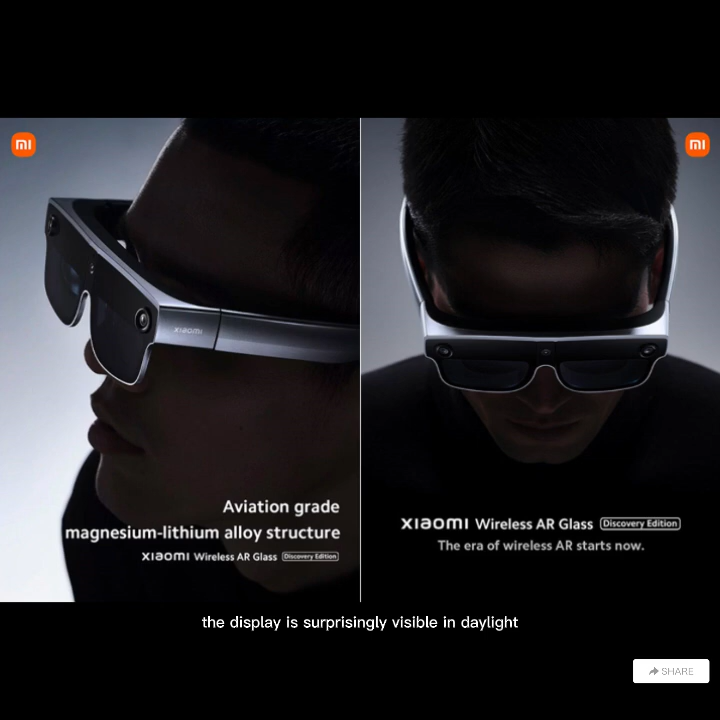 mi
mi
xiaomi
Aviation grade
magnesium-lithium alloy structure
xiaomi Wireless AR Glass Discovery Edition
xiaomi Wireless AR Glass Discovery Edition
The era of wireless AR starts now.
the display is surprisingly visible in daylight
SHARE